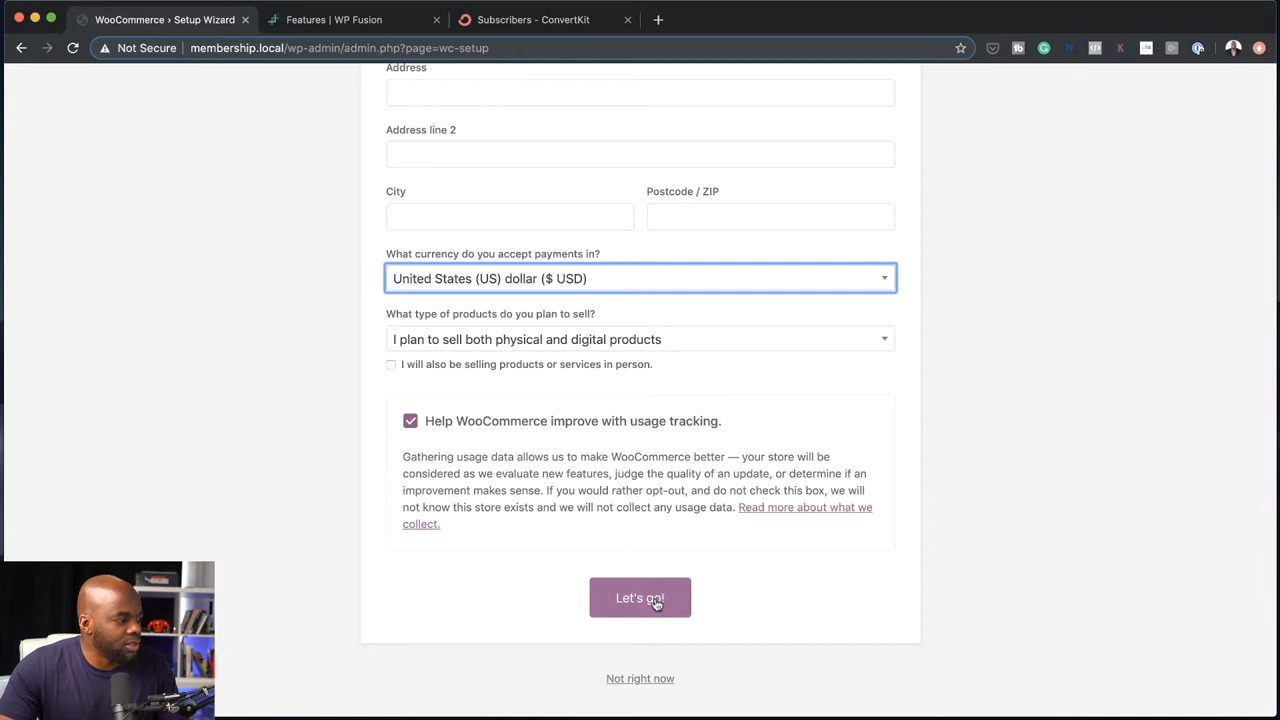 WooCommerce › Setup Wizard
Features | WP Fusion
Subscribers - ConvertKit
Not Secure membership.local/wp-admin/admin.php?page=wc-setup
Address
Address line 2
City Postcode / ZIP
What currency do you accept payments in?
United States (US) dollar ($ USD)
What type of products do you plan to sell?
I plan to sell both physical and digital products
I will also be selling products or services in person.
Help WooCommerce improve with usage tracking.
Gathering usage data allows us to make WooCommerce better — your store will be
considered as we evaluate new features, judge the quality of an update, or determine if an
improvement makes sense. If you would rather opt-out, and do not check this box, we will
not know this store exists and we will not collect any usage data. Read more about what we
collect.
Let's go!
Not right now